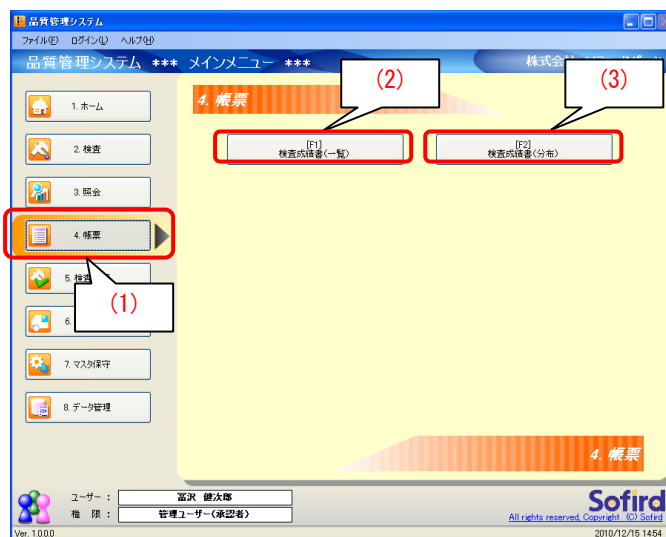 品質管理システム
ファイル(F) ログイン(L) ヘルプ(H)
品質管理システム *** メインメニュー ***
株式会
(2)
(3)
4. 帳票
1. ホーム
[F1]
検査成績書(一覧)
[F2]
検査成績書(分布)
2. 検査
3. 照会
4. 帳票
5. 検査
(1)
6.
7. マスタ保守
8. データ管理
4. 帳票
ユーザー : 冨沢 健次郎
権 限 : 管理ユーザー(承認者)
Sofird
All rights reserved, Copyright (C) Sofird
Ver. 1.0.0.0
2010/12/15 14:54